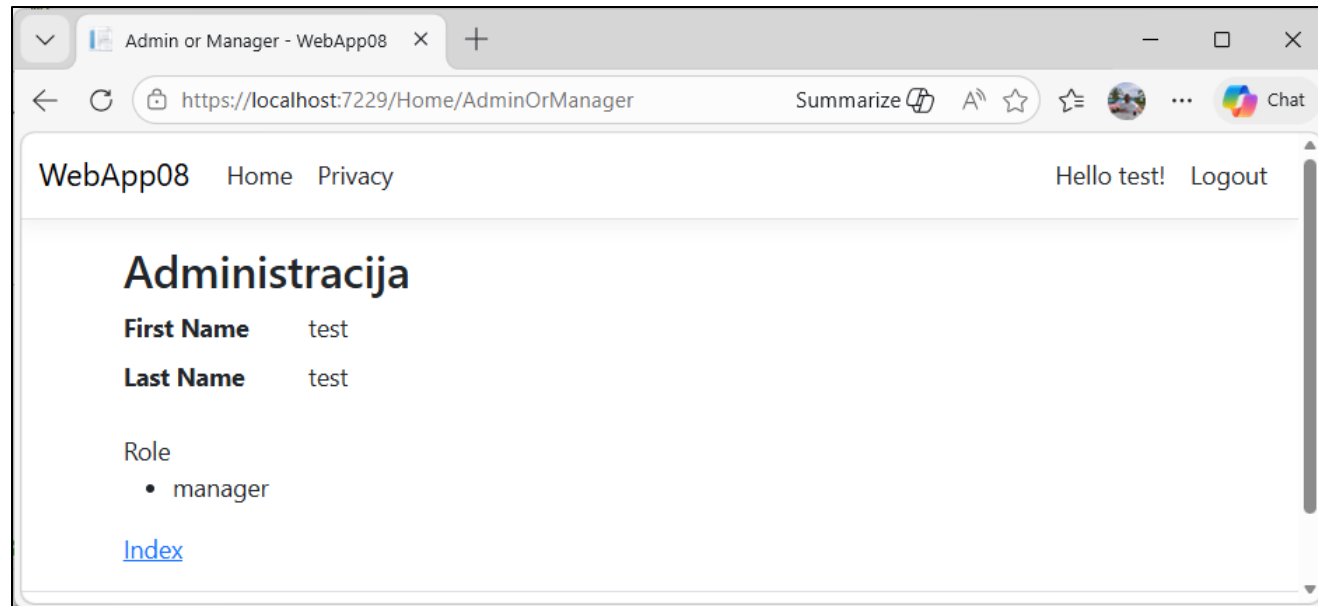 Admin or Manager - WebApp08
https://localhost:7229/Home/AdminOrManager Summarize Chat
WebApp08 Home Privacy Hello test! Logout
Administracija
First Name test
Last Name test
Role
• manager
Index